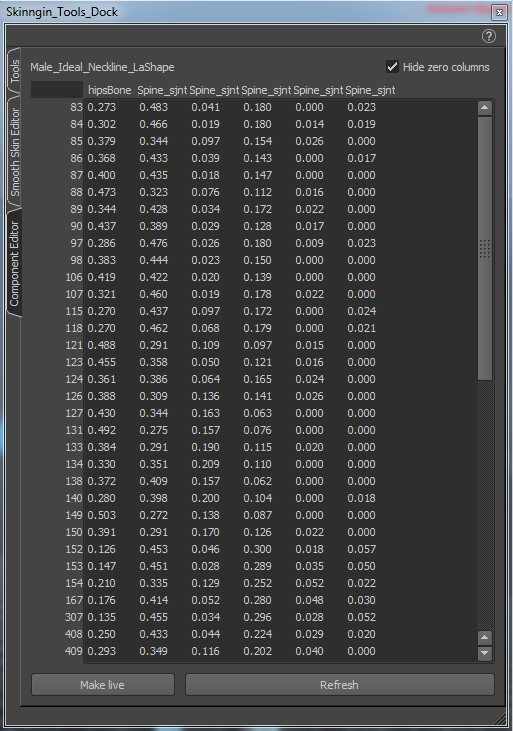 Skinngin_Tools_Dock
?
Tools
Smooth Skin Editor
Component Editor
Male_Ideal_Neckline_LaShape
Hide zero columns
hipsBone Spine_sjnt Spine_sjnt Spine_sjnt Spine_sjnt Spine_sjnt
83 0.273 0.483 0.041 0.180 0.000 0.023
84 0.302 0.466 0.019 0.180 0.014 0.019
85 0.379 0.344 0.097 0.154 0.026 0.000
86 0.368 0.433 0.039 0.143 0.000 0.017
87 0.400 0.435 0.018 0.147 0.000 0.000
88 0.473 0.323 0.076 0.112 0.016 0.000
89 0.344 0.428 0.034 0.172 0.022 0.000
90 0.437 0.389 0.029 0.128 0.017 0.000
97 0.286 0.476 0.026 0.180 0.009 0.023
98 0.383 0.444 0.023 0.150 0.000 0.000
106 0.419 0.422 0.020 0.139 0.000 0.000
107 0.321 0.460 0.019 0.178 0.022 0.000
115 0.270 0.437 0.097 0.172 0.000 0.024
118 0.270 0.462 0.068 0.179 0.000 0.021
121 0.488 0.291 0.109 0.097 0.015 0.000
123 0.455 0.358 0.050 0.121 0.016 0.000
124 0.361 0.386 0.064 0.165 0.024 0.000
126 0.388 0.309 0.136 0.141 0.026 0.000
127 0.430 0.344 0.163 0.063 0.000 0.000
131 0.492 0.275 0.157 0.076 0.000 0.000
133 0.384 0.291 0.190 0.115 0.020 0.000
134 0.330 0.351 0.209 0.110 0.000 0.000
138 0.372 0.409 0.157 0.062 0.000 0.000
140 0.280 0.398 0.200 0.104 0.000 0.018
149 0.503 0.272 0.138 0.087 0.000 0.000
150 0.391 0.291 0.170 0.126 0.022 0.000
152 0.126 0.453 0.046 0.300 0.018 0.057
153 0.147 0.451 0.028 0.289 0.035 0.050
154 0.210 0.335 0.129 0.252 0.052 0.022
167 0.176 0.414 0.052 0.280 0.048 0.030
307 0.135 0.455 0.034 0.296 0.028 0.052
408 0.250 0.433 0.044 0.224 0.029 0.020
409 0.293 0.349 0.116 0.202 0.040 0.000
Make live
Refresh